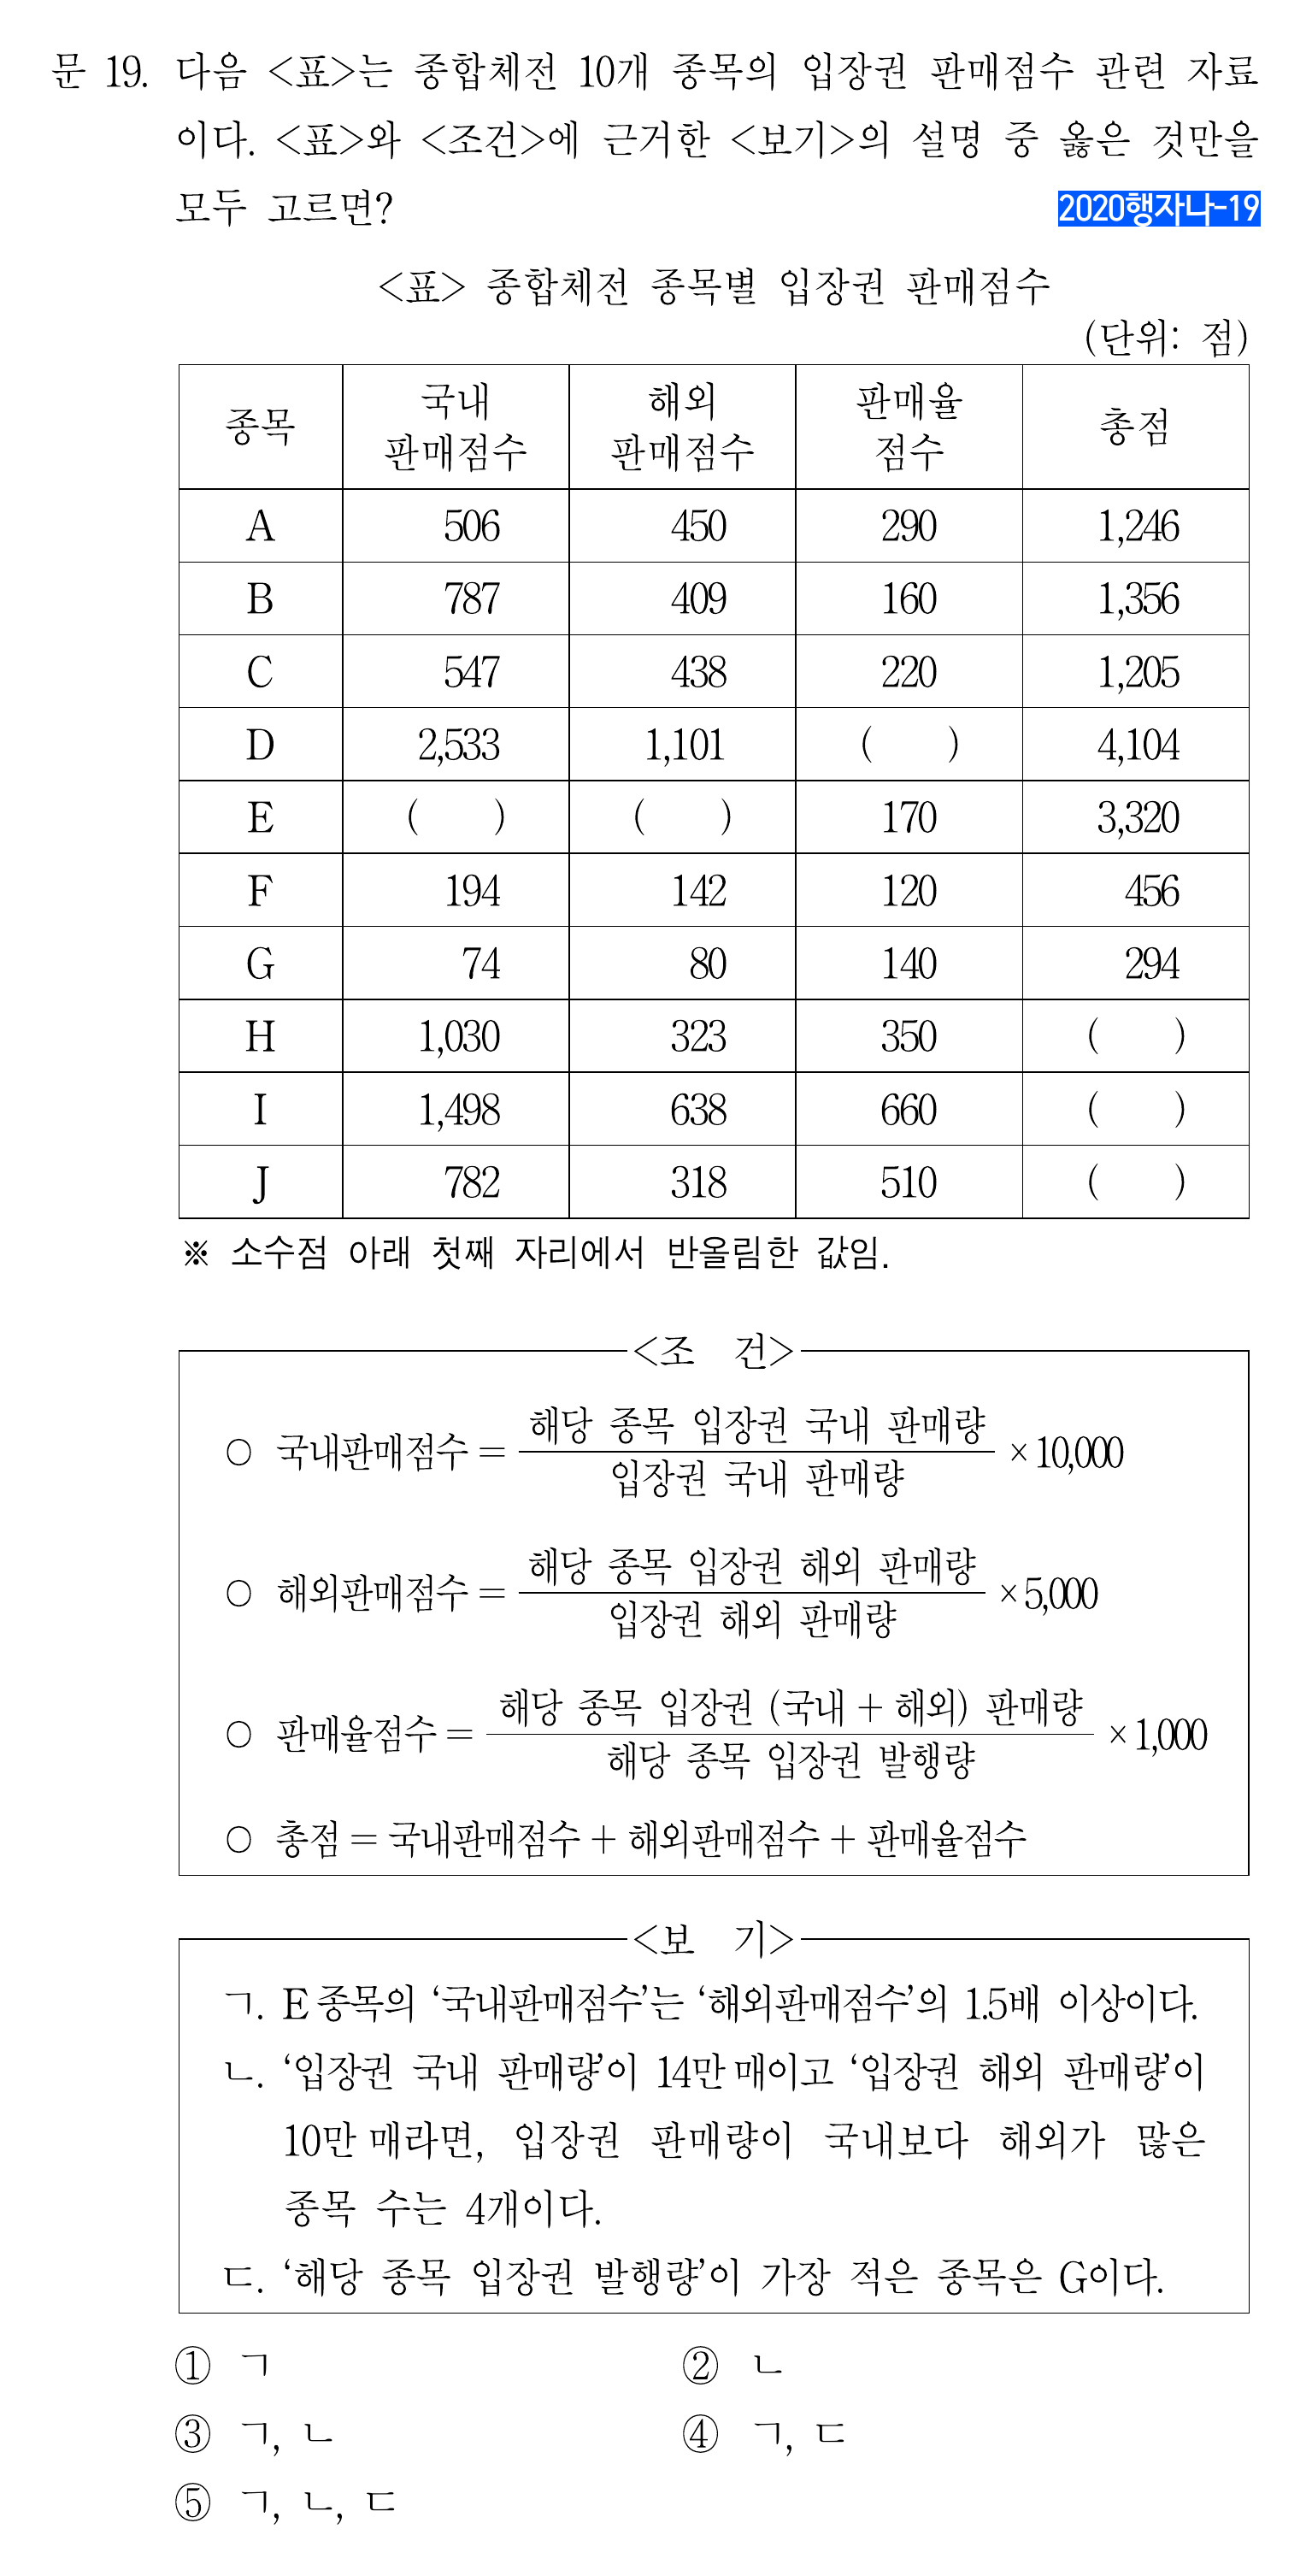 문 19. 다음 <표>는 종합체전 10개 종목의 입장권 판매점수 관련 자료
이다. <표>와 <조건>에 근거한 <보기>의 설명 중 옳은 것만을
모두 고르면? 2020행자나-19
<표> 종합체전 종목별 입장권 판매점수
(단위: 점)
종목 국내 판매점수 해외 판매점수 판매율 점수 총점
A 506 450 290 1,246
B 787 409 160 1,356
C 547 438 220 1,205
D 2,533 1,101 ( ) 4,104
E ( ) ( ) 170 3,320
F 194 142 120 456
G 74 80 140 294
H 1,030 323 350 ( )
I 1,498 638 660 ( )
J 782 318 510 ( )
※ 소수점 아래 첫째 자리에서 반올림한 값임.
<조 건>
○ 국내판매점수 = 해당 종목 입장권 국내 판매량 / 입장권 국내 판매량 × 10,000
○ 해외판매점수 = 해당 종목 입장권 해외 판매량 / 입장권 해외 판매량 × 5,000
○ 판매율점수 = 해당 종목 입장권 (국내 + 해외) 판매량 / 해당 종목 입장권 발행량 × 1,000
○ 총점 = 국내판매점수 + 해외판매점수 + 판매율점수
<보 기>
ㄱ. E종목의 ‘국내판매점수’는 ‘해외판매점수’의 1.5배 이상이다.
ㄴ. ‘입장권 국내 판매량’이 14만 매이고 ‘입장권 해외 판매량’이
10만 매라면, 입장권 판매량이 국내보다 해외가 많은
종목 수는 4개이다.
ㄷ. ‘해당 종목 입장권 발행량’이 가장 적은 종목은 G이다.
① ㄱ ② ㄴ
③ ㄱ, ㄴ ④ ㄱ, ㄷ
⑤ ㄱ, ㄴ, ㄷ